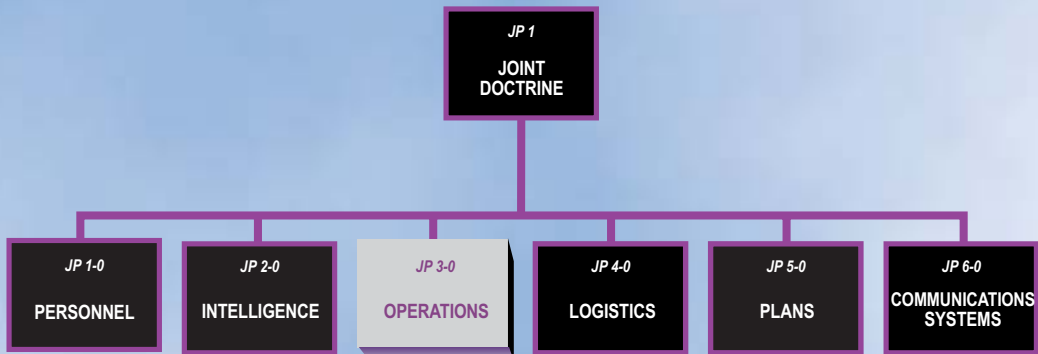 JP 1
JOINT
DOCTRINE
JP 1-0
PERSONNEL
JP 2-0
INTELLIGENCE
JP 3-0
OPERATIONS
JP 4-0
LOGISTICS
JP 5-0
PLANS
JP 6-0
COMMUNICATIONS
SYSTEMS